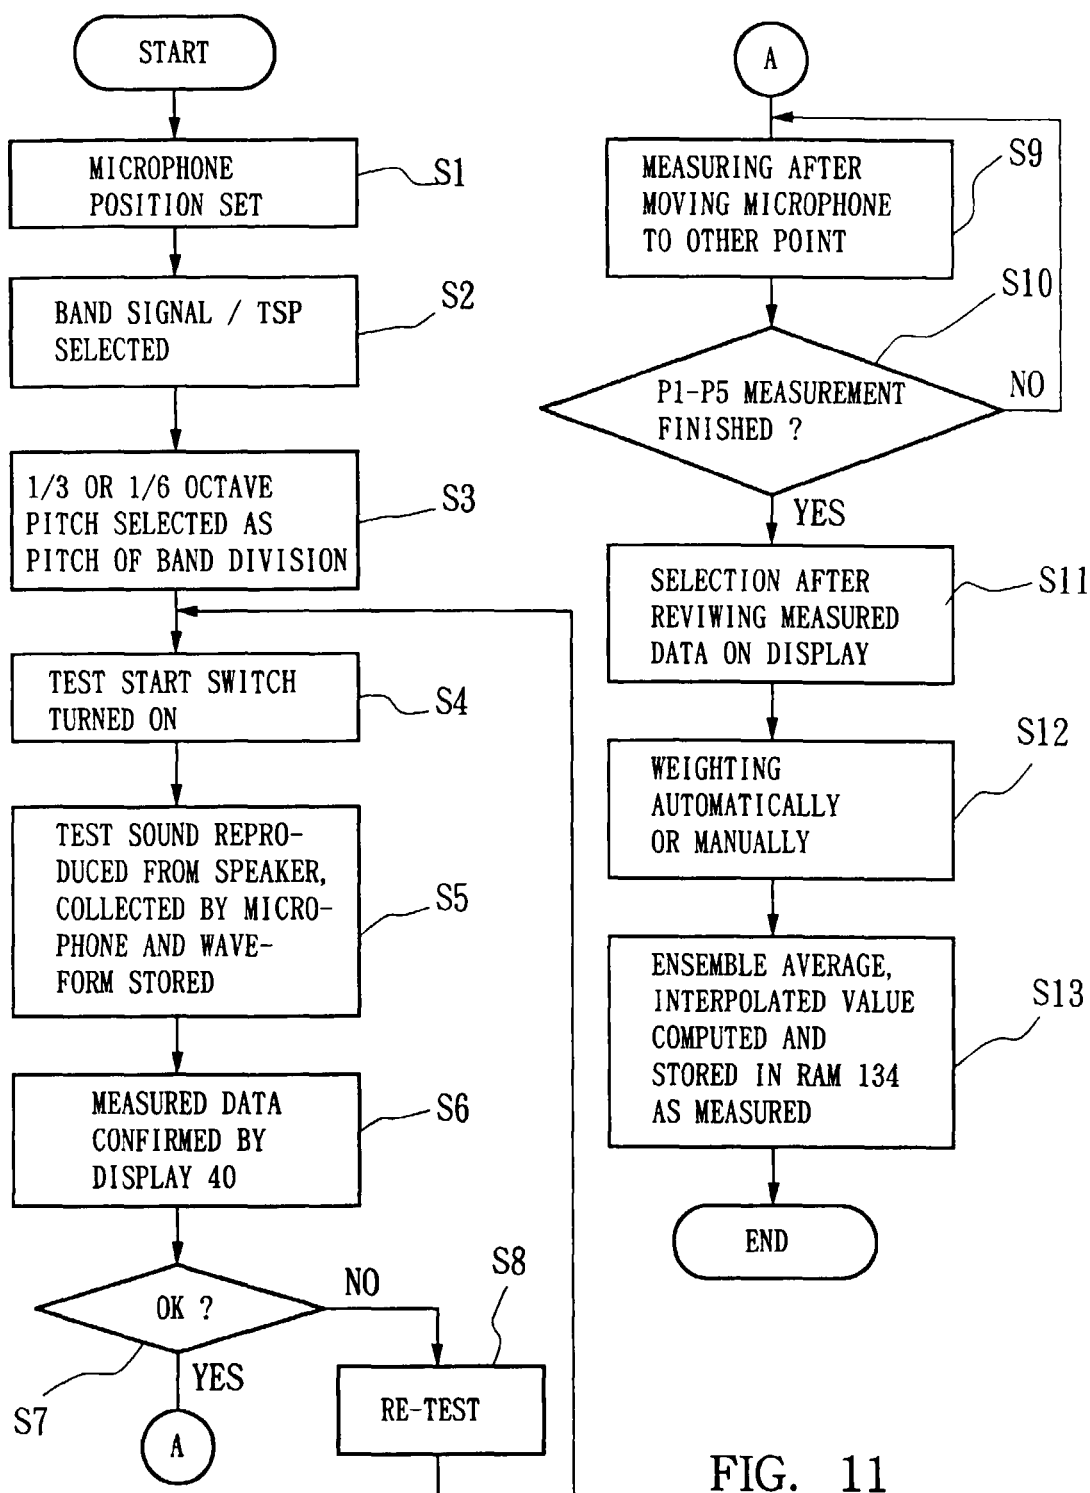 START
MICROPHONE
POSITION SET
S1
BAND SIGNAL / TSP
SELECTED
S2
1/3 OR 1/6 OCTAVE
PITCH SELECTED AS
PITCH OF BAND DIVISION
S3
TEST START SWITCH
TURNED ON
S4
TEST SOUND REPRO-
DUCED FROM SPEAKER,
COLLECTED BY MICRO-
PHONE AND WAVE-
FORM STORED
S5
MEASURED DATA
CONFIRMED BY
DISPLAY 40
S6
OK ?
NO
YES
S7
S8
RE-TEST
A
A
MEASURING AFTER
MOVING MICROPHONE
TO OTHER POINT
S9
P1-P5 MEASUREMENT
FINISHED ?
S10
NO
YES
SELECTION AFTER
REVIWING MEASURED
DATA ON DISPLAY
S11
WEIGHTING
AUTOMATICALLY
OR MANUALLY
S12
ENSEMBLE AVERAGE,
INTERPOLATED VALUE
COMPUTED AND
STORED IN RAM 134
AS MEASURED
S13
END
FIG. 11